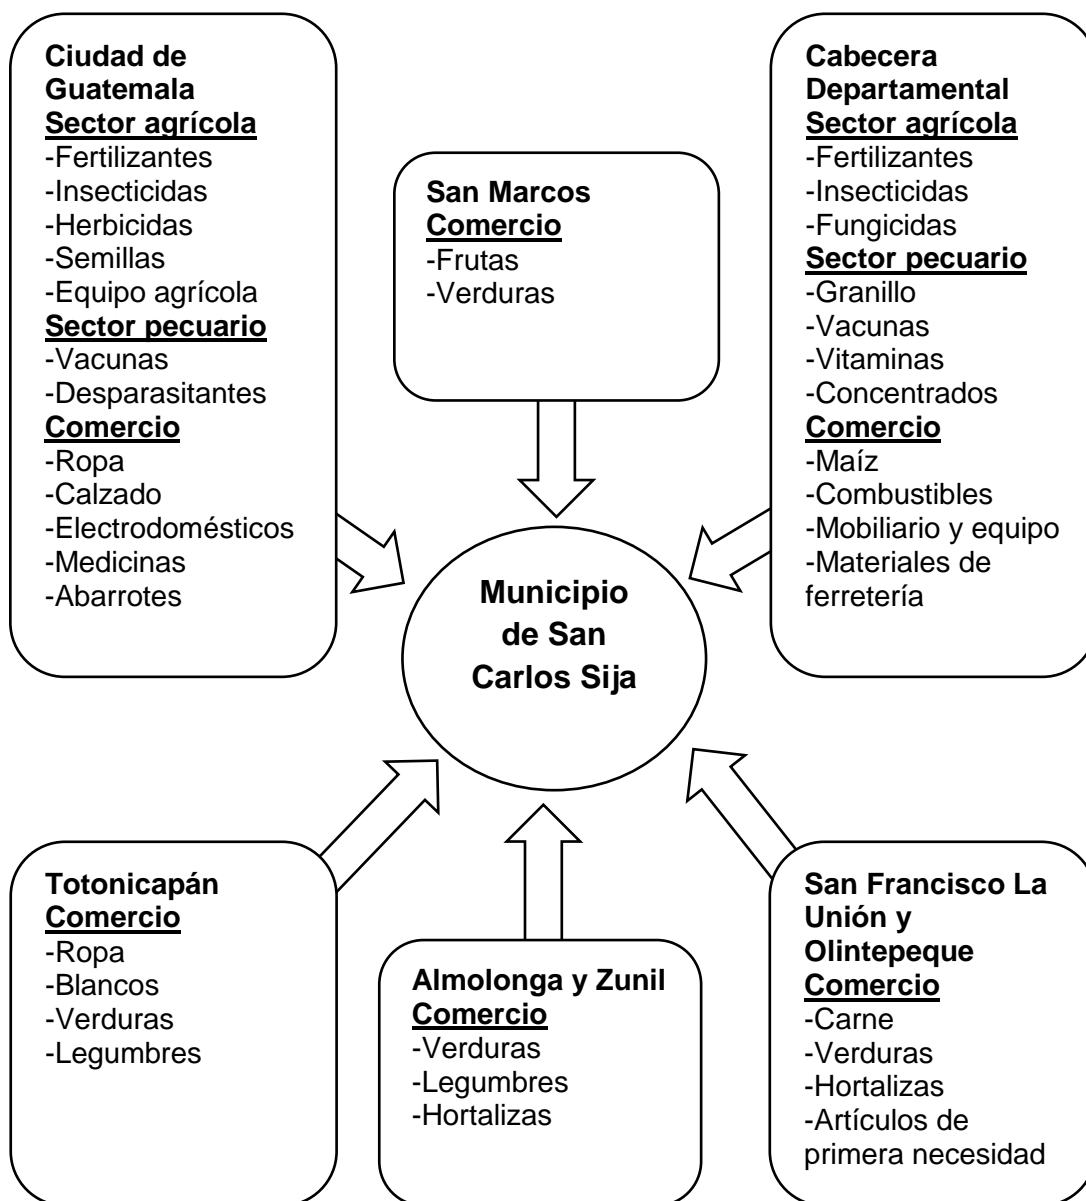 Ciudad de
Guatemala
Sector agrícola
-Fertilizantes
-Insecticidas
-Herbicidas
-Semillas
-Equipo agrícola
Sector pecuario
-Vacunas
-Desparasitantes
Comercio
-Ropa
-Calzado
-Electrodomésticos
-Medicinas
-Abarrotes
San Marcos
Comercio
-Frutas
-Verduras
Cabecera
Departamental
Sector agrícola
-Fertilizantes
-Insecticidas
-Fungicidas
Sector pecuario
-Granillo
-Vacunas
-Vitaminas
-Concentrados
Comercio
-Maíz
-Combustibles
-Mobiliario y equipo
-Materiales de
ferretería
Municipio
de San
Carlos Sija
Totonicapán
Comercio
-Ropa
-Blancos
-Verduras
-Legumbres
Almolonga y Zunil
Comercio
-Verduras
-Legumbres
-Hortalizas
San Francisco La
Unión y
Olintepeque
Comercio
-Carne
-Verduras
-Hortalizas
-Artículos de
primera necesidad